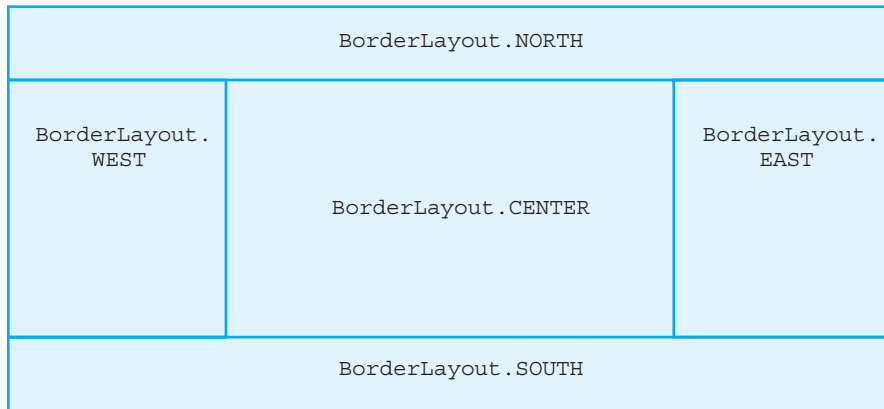 BorderLayout.NORTH
BorderLayout.
WEST
BorderLayout.CENTER
BorderLayout.
EAST
BorderLayout.SOUTH